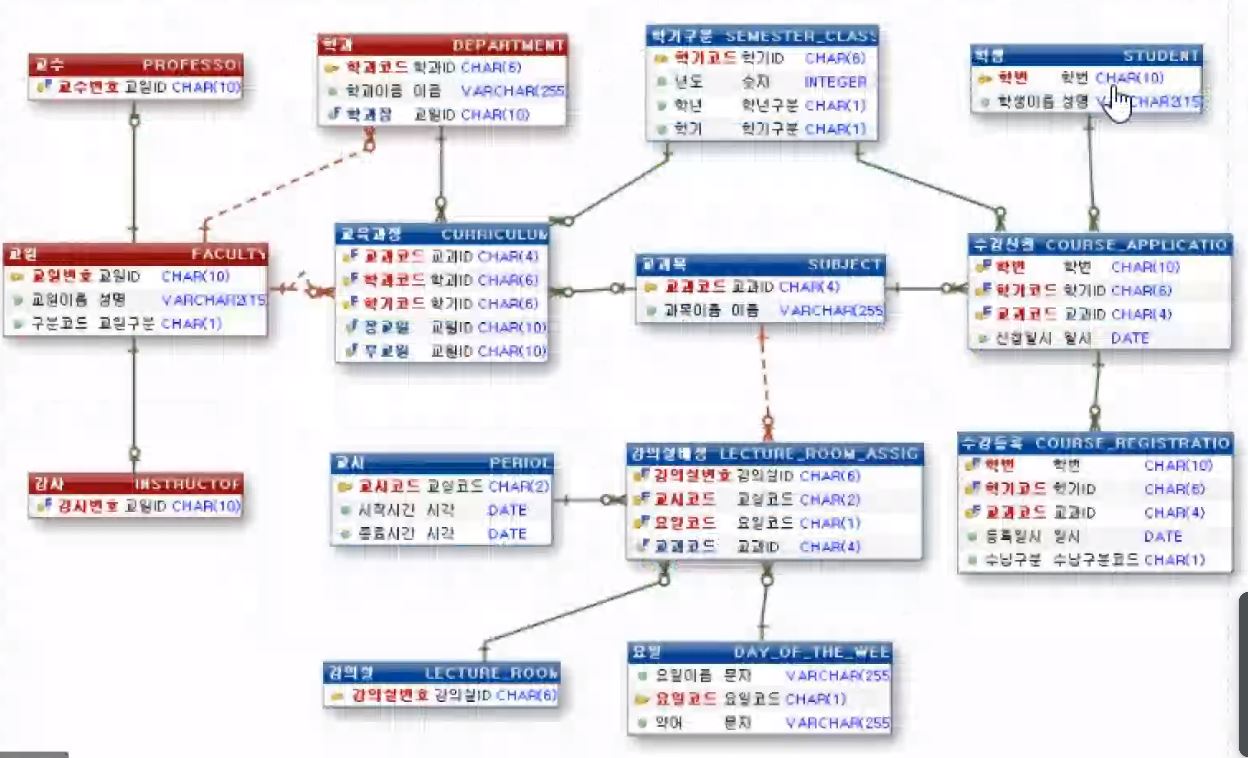 교수 PROFESSO
교수번호 교원ID CHAR(10)
학과 DEPARTMENT
학과코드 학과ID CHAR(6)
학과이름 이름 VARCHAR(255
학과장 교원ID CHAR(10)
학기구분 SEMESTER_CLASS
학기코드 학기ID CHAR(6)
년도 숫자 INTEGER
학년 학년구분 CHAR(1)
학기 학기구분 CHAR(1)
학생 STUDENT
학번 학번 CHAR(10)
학생이름 성명 CHAR2(15
교원 FACULTY
교원번호 교원ID CHAR(10)
교원이름 성명 VARCHAR2(15
구분코드 교원구분 CHAR(1)
교육과정 CURRICULUM
교과코드 교과ID CHAR(4)
학과코드 학과ID CHAR(6)
학기코드 학기ID CHAR(6)
정교원 교원ID CHAR(10)
부교원 교원ID CHAR(10)
교과목 SUBJECT
교과코드 교과ID CHAR(4)
과목이름 이름 VARCHAR(255
수강신청 COURSE_APPLICATIO
학번 학번 CHAR(10)
학기코드 학기ID CHAR(6)
교과코드 교과ID CHAR(4)
신청일시 일시 DATE
강사 INSTRUCTOR
강사번호 교원ID CHAR(10)
교시 PERIOD
교시코드 교실코드 CHAR(2)
시작시간 시각 DATE
종료시간 시각 DATE
강의실배정 LECTURE_ROOM_ASSIG
강의실번호 강의실ID CHAR(6)
교시코드 교실코드 CHAR(2)
요일코드 요일코드 CHAR(1)
교과코드 교과ID CHAR(4)
수강등록 COURSE_REGISTRATIO
학번 학번 CHAR(10)
학기코드 학기ID CHAR(6)
교과코드 교과ID CHAR(4)
등록일시 일시 DATE
수납구분 수납구분코드 CHAR(1)
강의실 LECTURE_ROOM
강의실번호 강의실ID CHAR(6)
요일 DAY_OF_THE_WEE
요일이름 문자 VARCHAR(255
요일코드 요일코드 CHAR(1)
약어 문자 VARCHAR(255